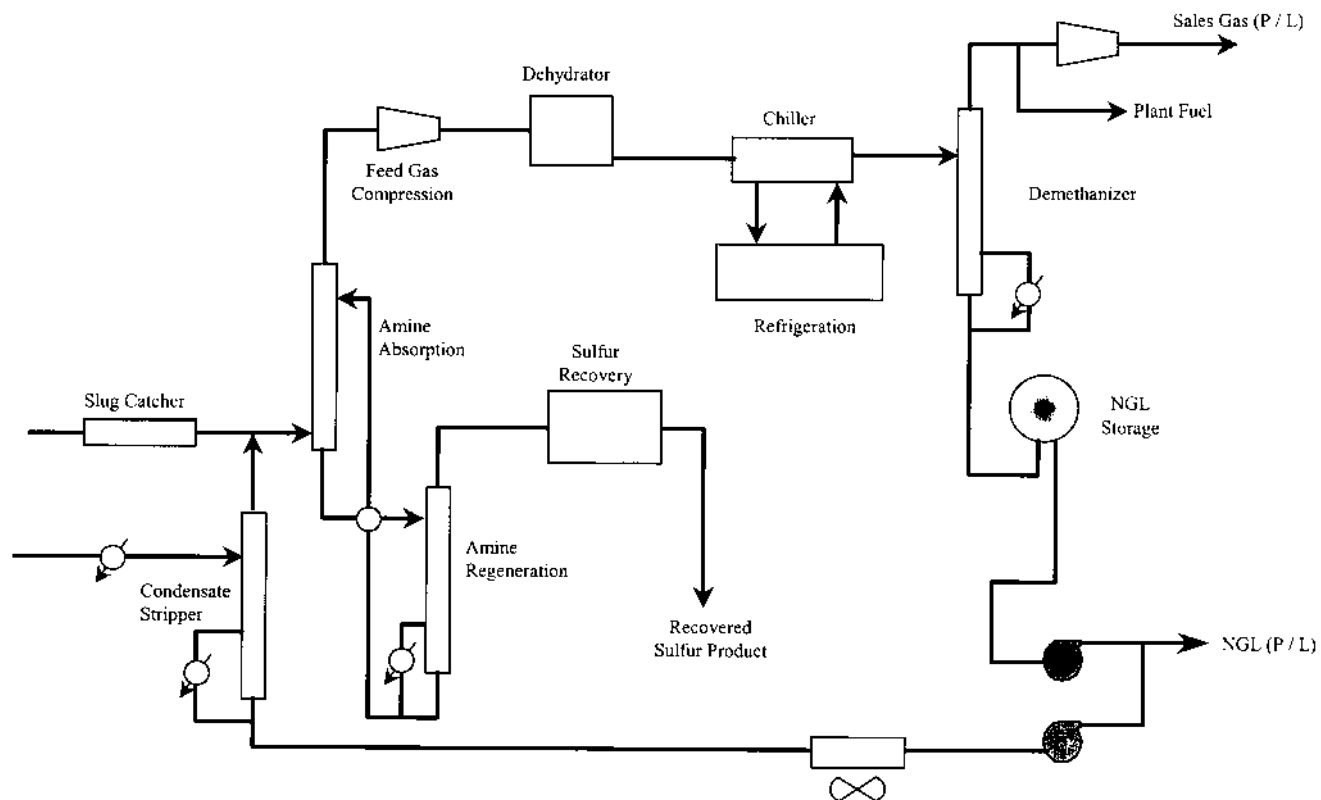 Sales Gas (P / L)
Dehydrator
Plant Fuel
Chiller
Feed Gas
Compression
Demethanizer
Amine
Absorption
Refrigeration
Sulfur
Recovery
Slug Catcher
NGL
Storage
Amine
Regeneration
Condensate
Stripper
Recovered
Sulfur Product
NGL (P / L)